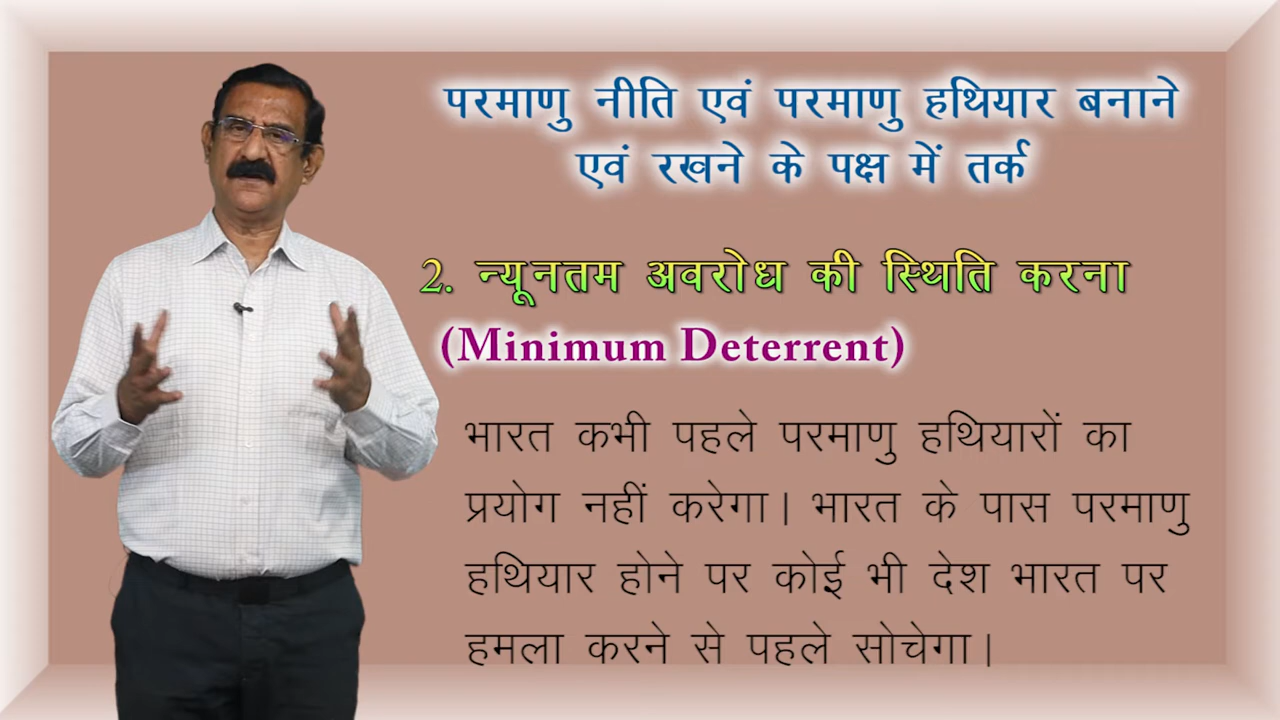 परमाणु नीति एवं परमाणु हथियार बनाने
एवं रखने के पक्ष में तर्क
2. न्यूनतम अवरोध की स्थिति करना
(Minimum Deterrent)
भारत कभी पहले परमाणु हथियारों का
प्रयोग नहीं करेगा। भारत के पास परमाणु
हथियार होने पर कोई भी देश भारत पर
हमला करने से पहले सोचेगा।